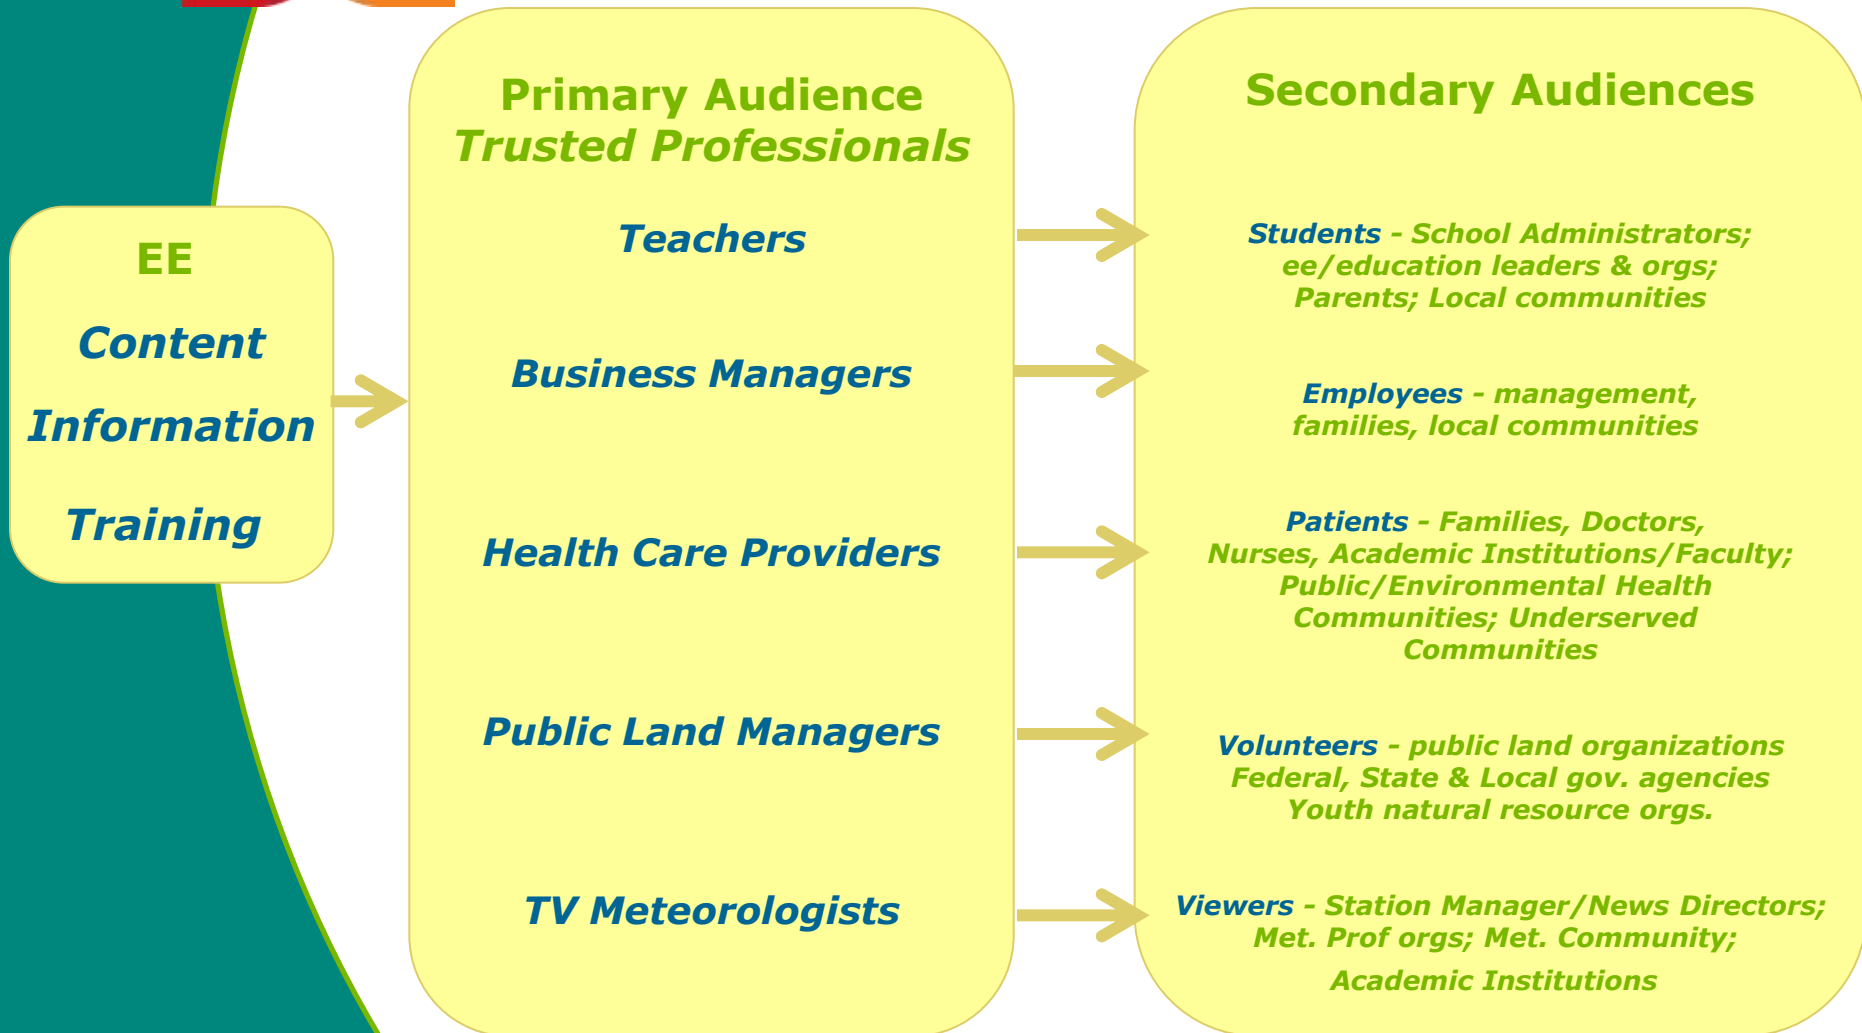 EE
Content
Information
Training
Primary Audience
Trusted Professionals
Teachers
Business Managers
Health Care Providers
Public Land Managers
TV Meteorologists
Secondary Audiences
Students – School Administrators;
ee/education leaders & orgs;
Parents; Local communities
Employees – management,
families, local communities
Patients – Families, Doctors,
Nurses, Academic Institutions/Faculty;
Public/Environmental Health
Communities; Underserved
Communities
Volunteers – public land organizations
Federal, State & Local gov. agencies
Youth natural resource orgs.
Viewers – Station Manager/News Directors;
Met. Prof orgs; Met. Community;
Academic Institutions